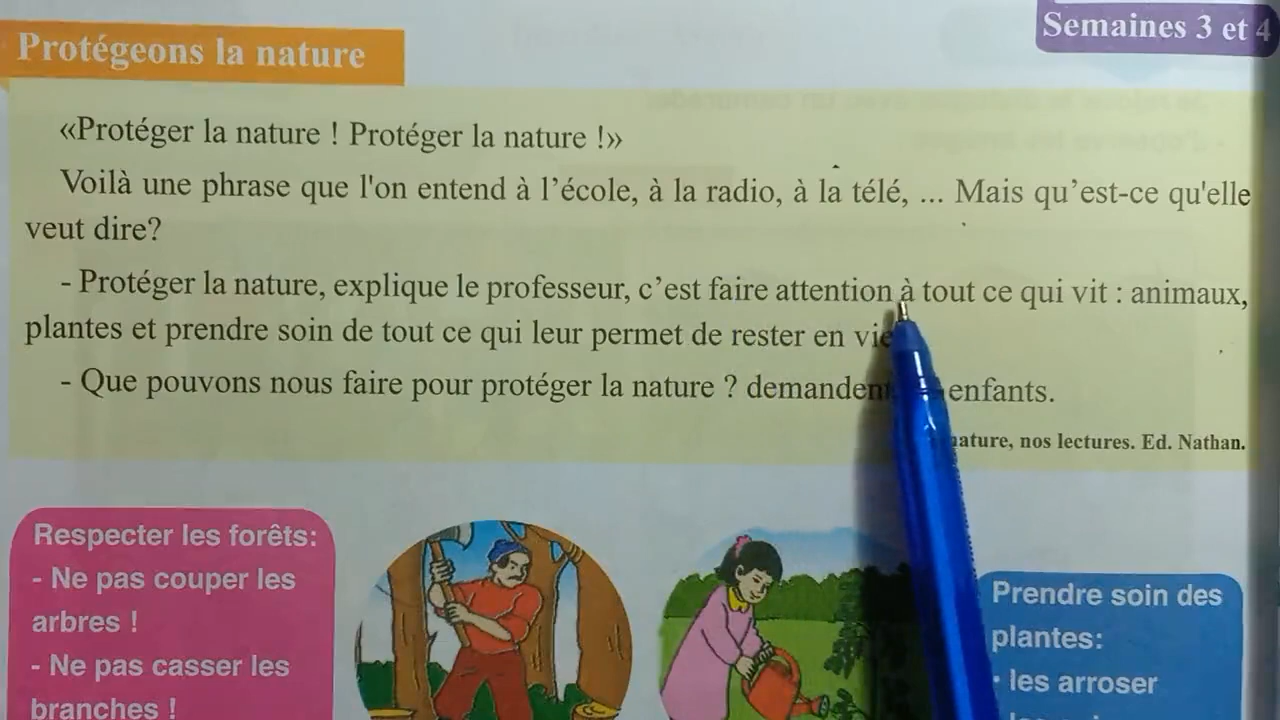 Semaines 3 et 4
Protégeons la nature
«Protéger la nature ! Protéger la nature !»
Voilà une phrase que l'on entend à l’école, à la radio, à la télé, ... Mais qu’est-ce qu'elle
veut dire?
- Protéger la nature, explique le professeur, c’est faire attention à tout ce qui vit : animaux,
plantes et prendre soin de tout ce qui leur permet de rester en vie
- Que pouvons nous faire pour protéger la nature ? demandent enfants.
nature, nos lectures. Ed. Nathan.
Respecter les forêts:
- Ne pas couper les
arbres !
- Ne pas casser les
branches !
Prendre soin des
plantes:
· les arroser